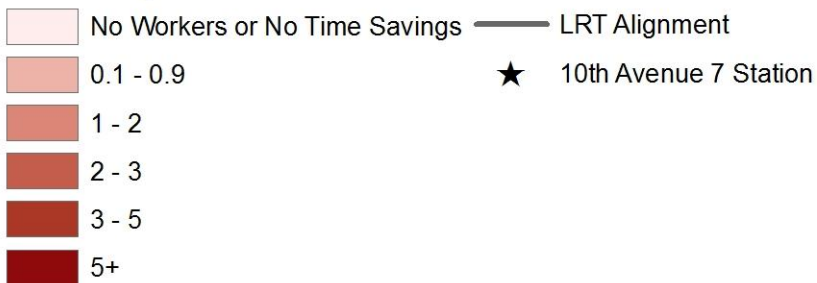 No Workers or No Time Savings
0.1 - 0.9
1 - 2
2 - 3
3 - 5
5+
LRT Alignment
10th Avenue 7 Station